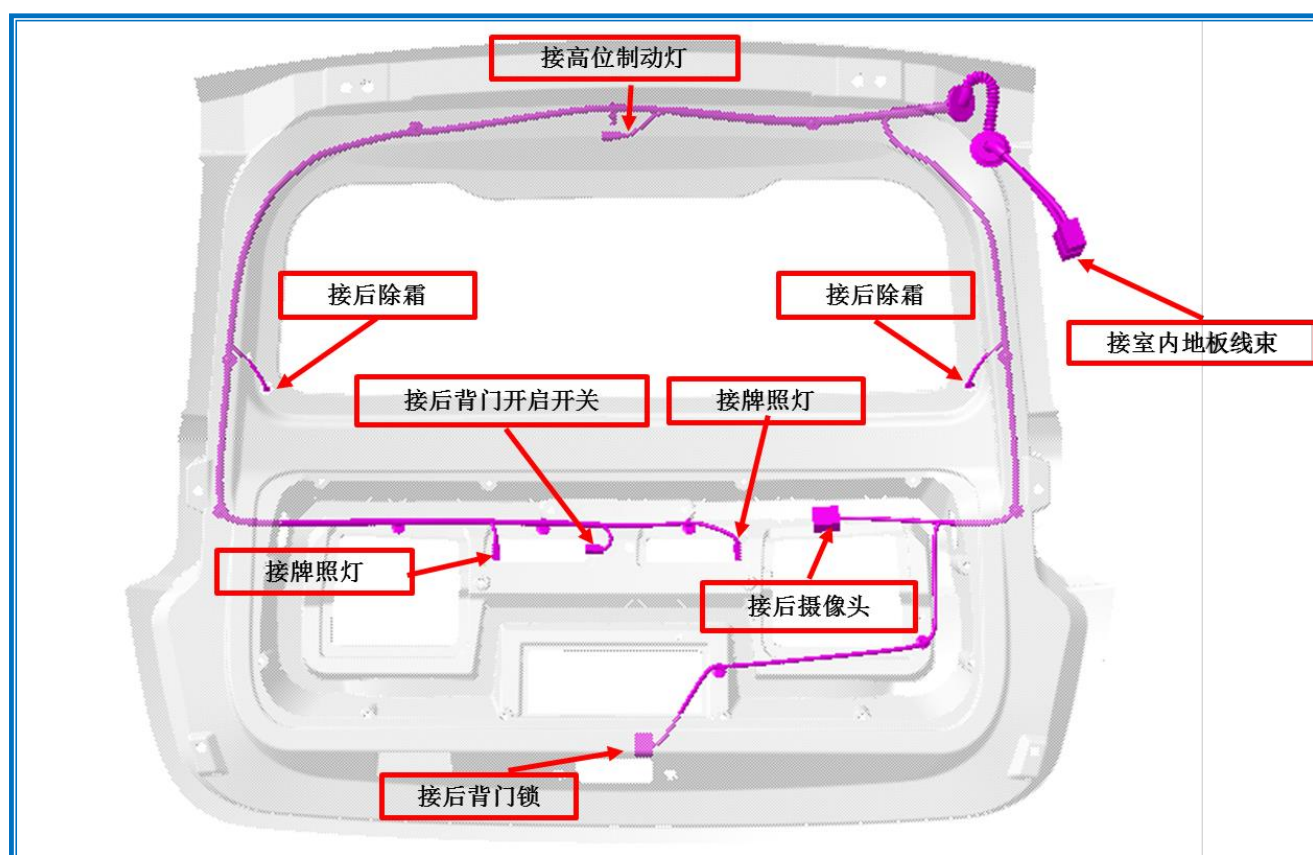 接高位制动灯
接后除霜
接后除霜
接室内地板线束
接后背门开启开关
接牌照灯
接牌照灯
接后摄像头
接后背门锁